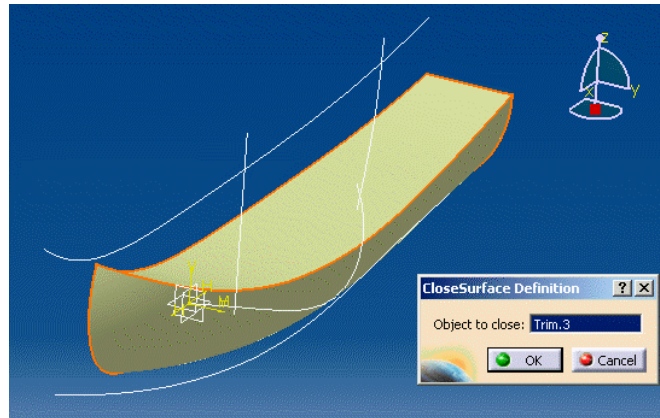 z
x
y
CloseSurface Definition
Object to close: Trim.3
OK
Cancel